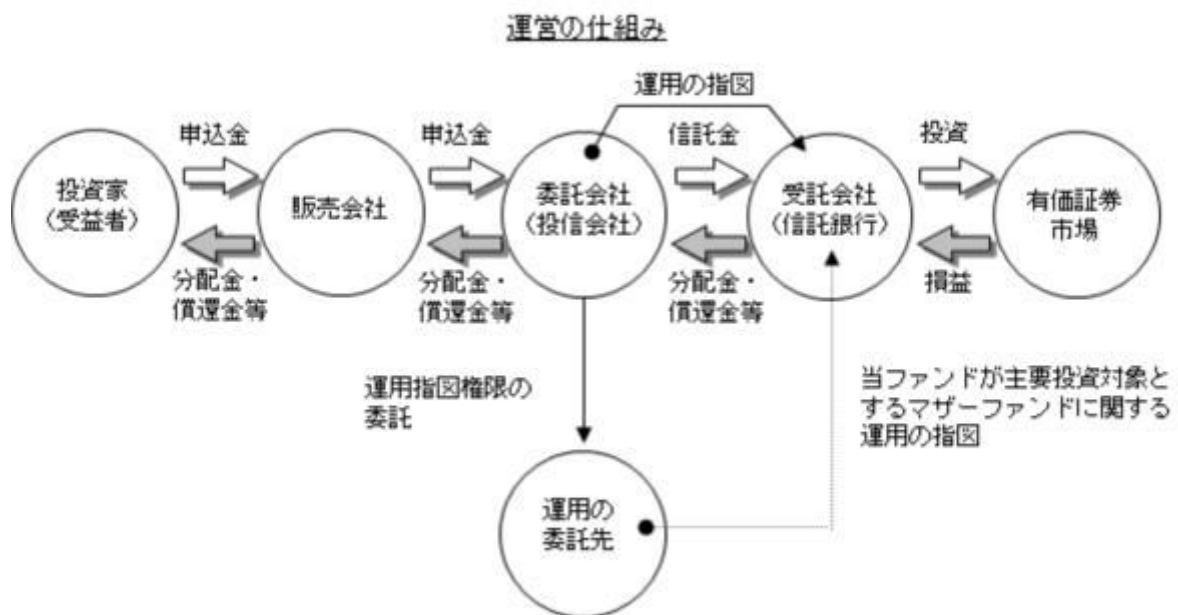 運営の仕組み
運用の指図
申込金
申込金
信託金
投資
投資家
〈受益者〉
販売会社
委託会社
〈投信会社〉
受託会社
〈信託銀行〉
有価証券
市場
分配金・
償還金等
分配金・
償還金等
分配金・
償還金等
損益
運用指図権限の
委託
当ファンドが主要投資対象と
するマザーファンドに関する
運用の指図
運用の
委託先